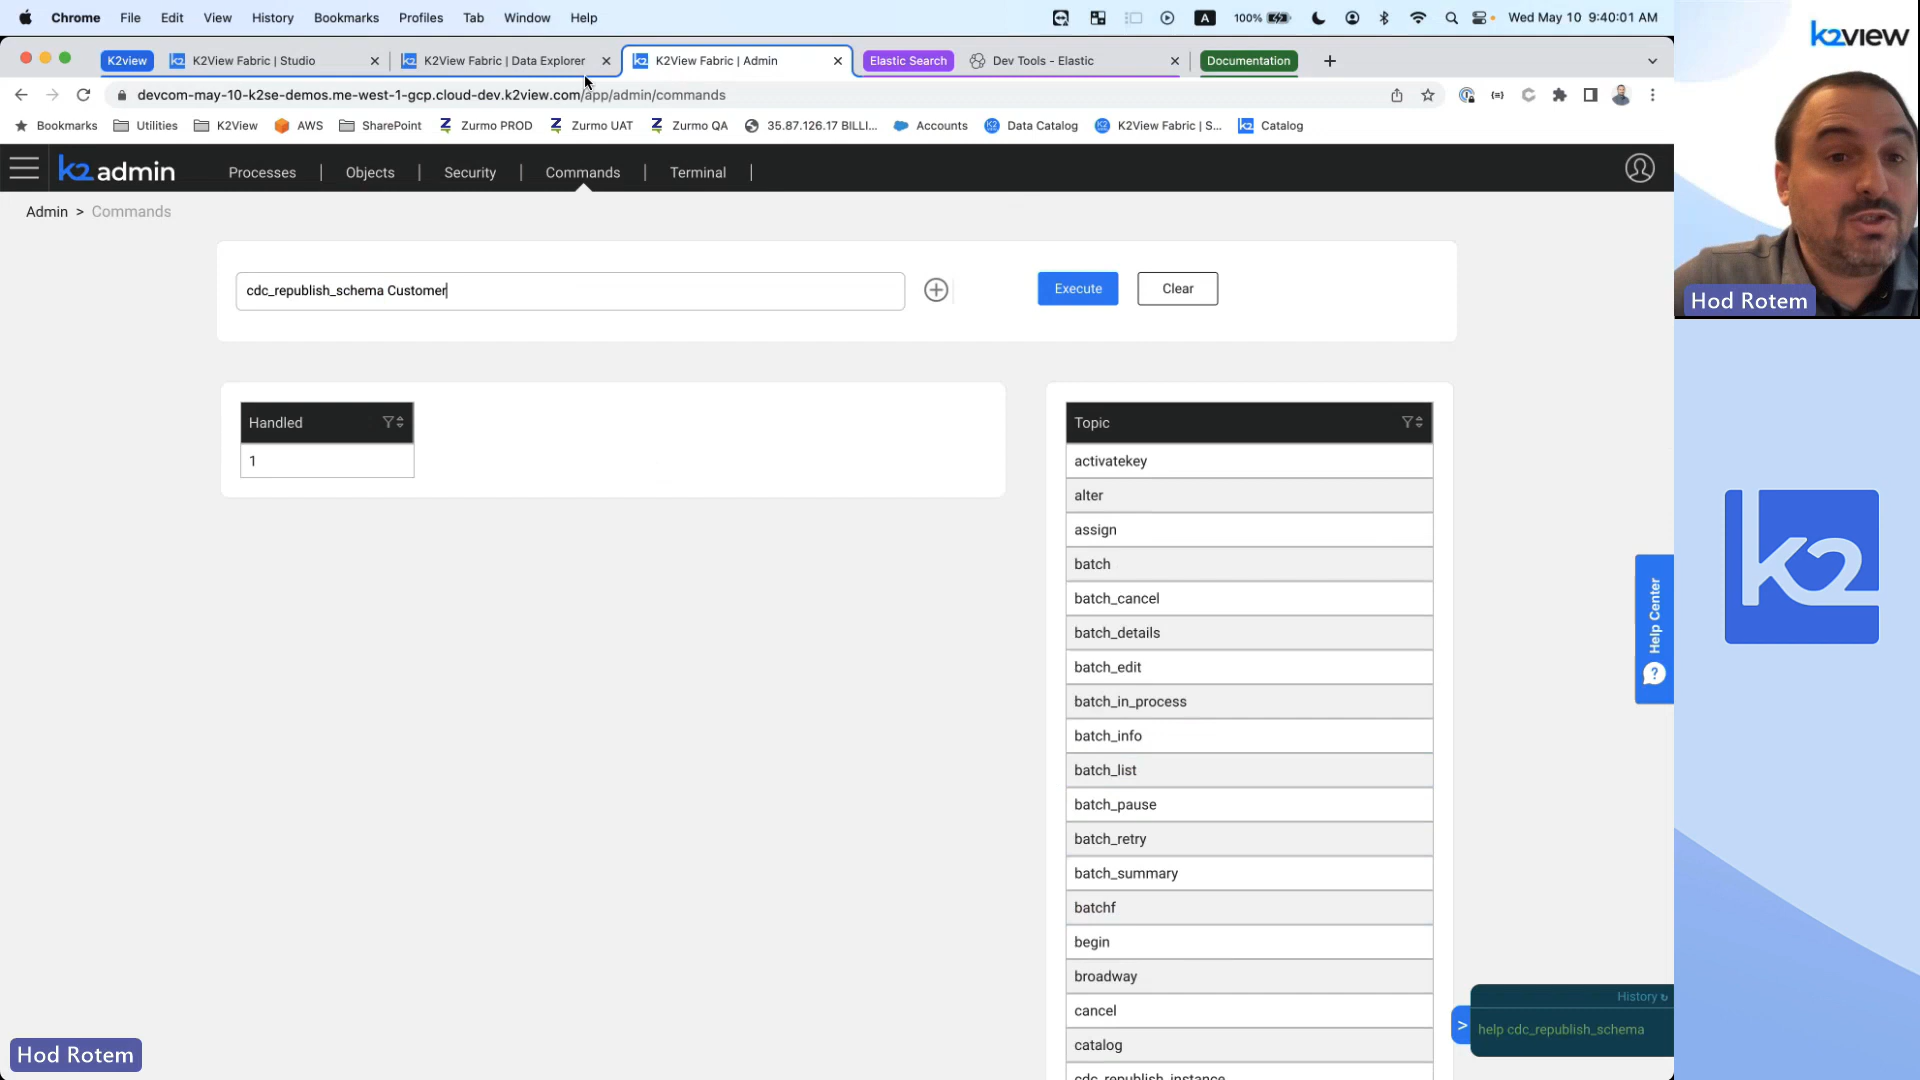 Chrome File Edit View History Bookmarks Profiles Tab Window Help A 100% Wed May 10 9:40:01 AM
K2view K2View Fabric | Studio K2View Fabric | Data Explorer K2View Fabric | Admin Elastic Search Dev Tools - Elastic Documentation
devcom-may-10-k2se-demos.me-west-1-gcp.cloud-dev.k2view.com/app/admin/commands
Bookmarks Utilities K2View AWS SharePoint Zurmo PROD Zurmo UAT Zurmo QA 35.87.126.17 BILLI... Accounts Data Catalog K2View Fabric | S... Catalog
k2 admin Processes | Objects | Security | Commands | Terminal |
Admin > Commands
cdc_republish_schema Customer
Execute Clear
Handled
1
Topic
activatekey
alter
assign
batch
batch_cancel
batch_details
batch_edit
batch_in_process
batch_info
batch_list
batch_pause
batch_retry
batch_summary
batchf
begin
broadway
cancel
catalog
cdc_republish_instance
Help Center
?
History
> help cdc_republish_schema
Hod Rotem
k2view
Hod Rotem
k2